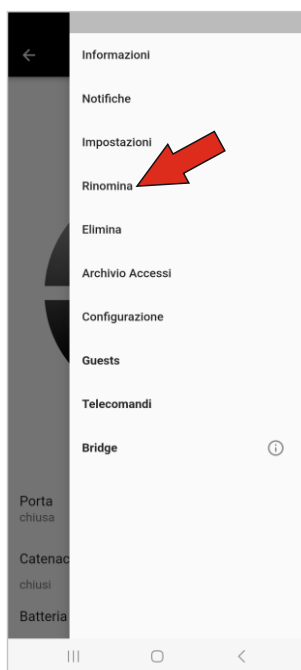 Informazioni
Notifiche
Impostazioni
Rinomina
Elimina
Archivio Accessi
Configurazione
Guests
Telecomandi
Bridge
Porta
chiusa
Catenac
chiusi
Batteria